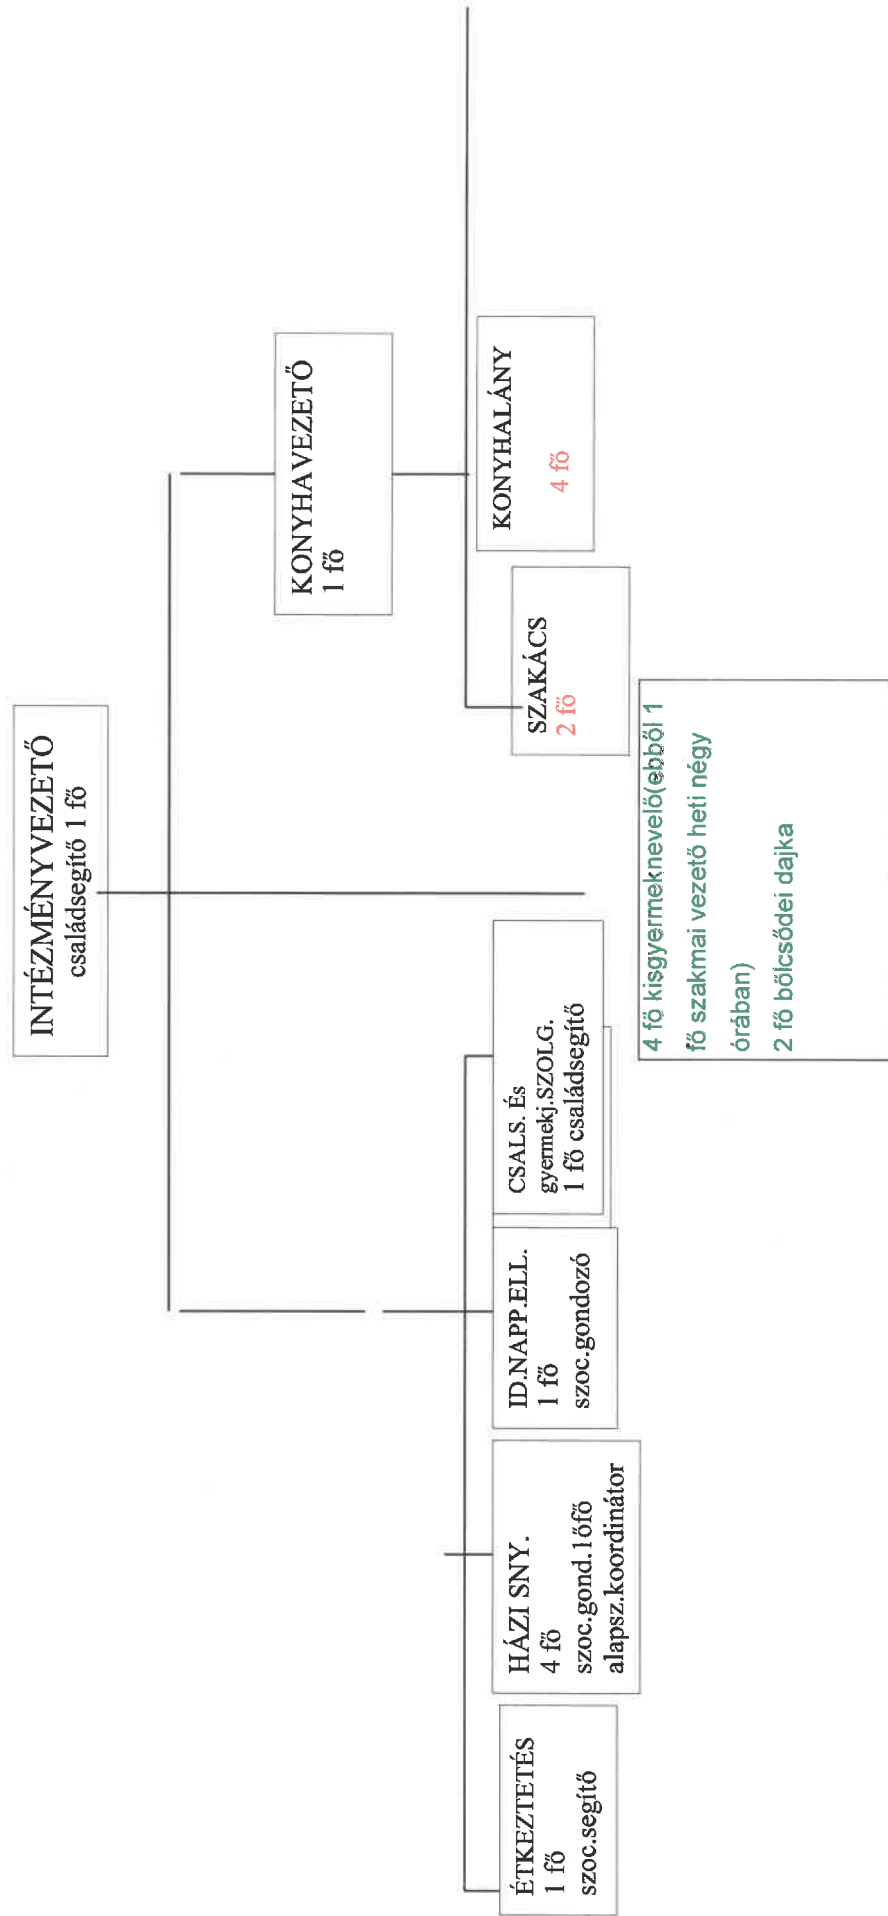 INTÉZMÉNYVEZETŐ
családsegítő 1 fő
KONYHAVEZETŐ
1 fő
ÉTKEZTETÉS
1 fő
szoc.segítő
HÁZI SNY.
4 fő
szoc.gond.1őfő
alapsz.koordinátor
ID.NAPP.ELL.
1 fő
szoc.gondozó
CSALS. És
gyermekj.SZOLG.
1 fő családsegítő
SZAKÁCS
2 fő
KONYHALÁNY
4 fő
4 fő kisgyermeknevelő(ebből 1
fő szakmai vezető heti négy
órában)
2 fő bölcsődei dajka